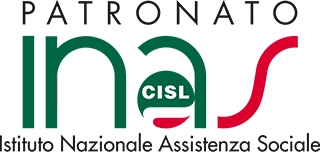 PATRONATO
inas
CISL
Istituto Nazionale Assistenza Sociale